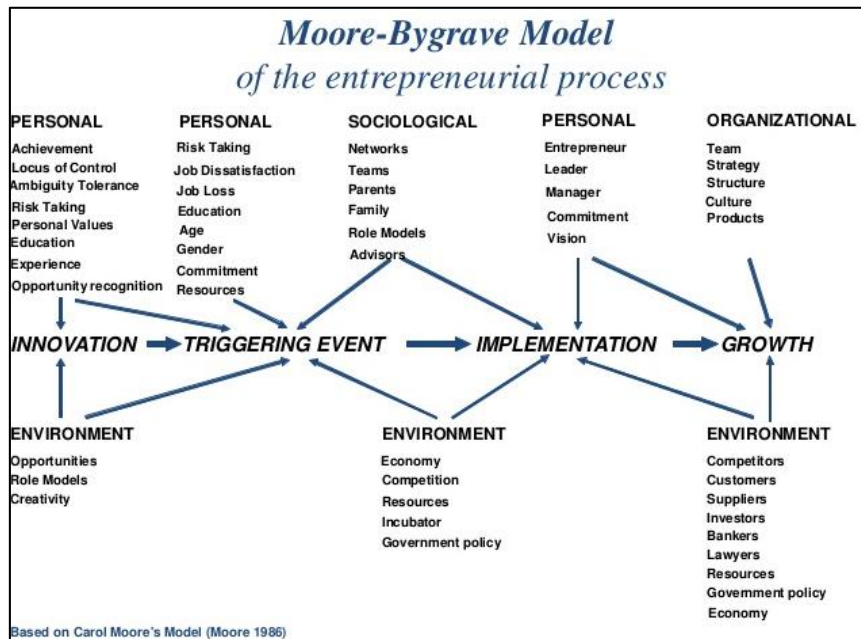 Moore-Bygrave Model
of the entrepreneurial process
PERSONAL
Achievement
Locus of Control
Ambiguity Tolerance
Risk Taking
Personal Values
Education
Experience
Opportunity recognition
PERSONAL
Risk Taking
Job Dissatisfaction
Job Loss
Education
Age
Gender
Commitment
Resources
SOCIOLOGICAL
Networks
Teams
Parents
Family
Role Models
Advisors
PERSONAL
Entrepreneur
Leader
Manager
Commitment
Vision
ORGANIZATIONAL
Team
Strategy
Structure
Culture
Products
INNOVATION
TRIGGERING EVENT
IMPLEMENTATION
GROWTH
ENVIRONMENT
Opportunities
Role Models
Creativity
ENVIRONMENT
Economy
Competition
Resources
Incubator
Government policy
ENVIRONMENT
Competitors
Customers
Suppliers
Investors
Bankers
Lawyers
Resources
Government policy
Economy
Based on Carol Moore's Model (Moore 1986)